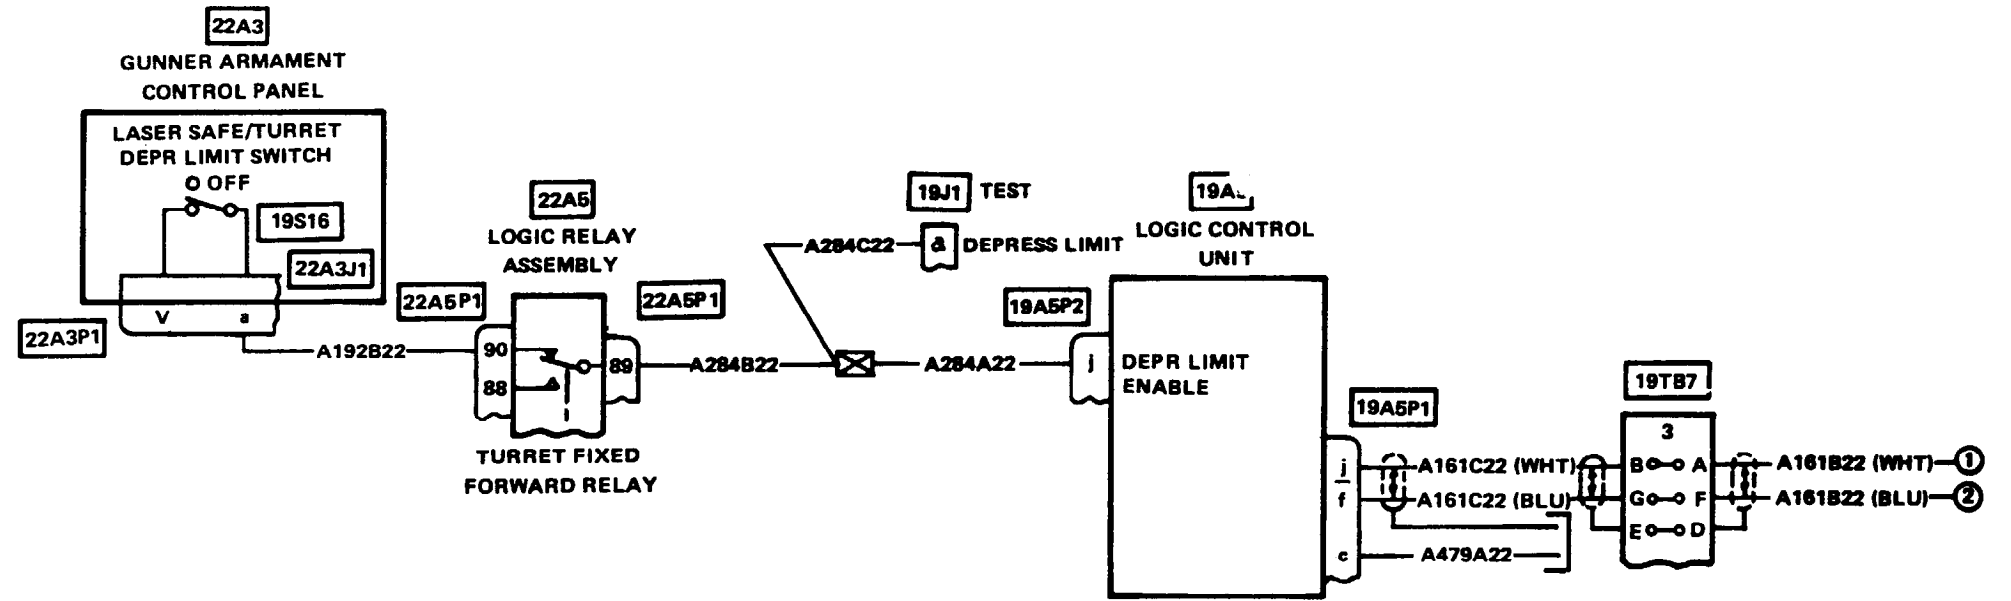 22A3
GUNNER ARMAMENT
CONTROL PANEL
LASER SAFE/TURRET
DEPR LIMIT SWITCH
OFF
19S16
22A3J1
V a
22A3P1
A192B22
22A5P1
22A5
LOGIC RELAY
ASSEMBLY
90
88
89
22A5P1
TURRET FIXED
FORWARD RELAY
A284B22
A284C22
19J1 TEST
a DEPRESS LIMIT
A284A22
19A5P2
j
LOGIC CONTROL
UNIT
DEPR LIMIT
ENABLE
19A5P1
j
f
c
A161C22 (WHT)
A161C22 (BLU)
A479A22
19TB7
3
B A
G F
E D
A161B22 (WHT) 1
A161B22 (BLU) 2